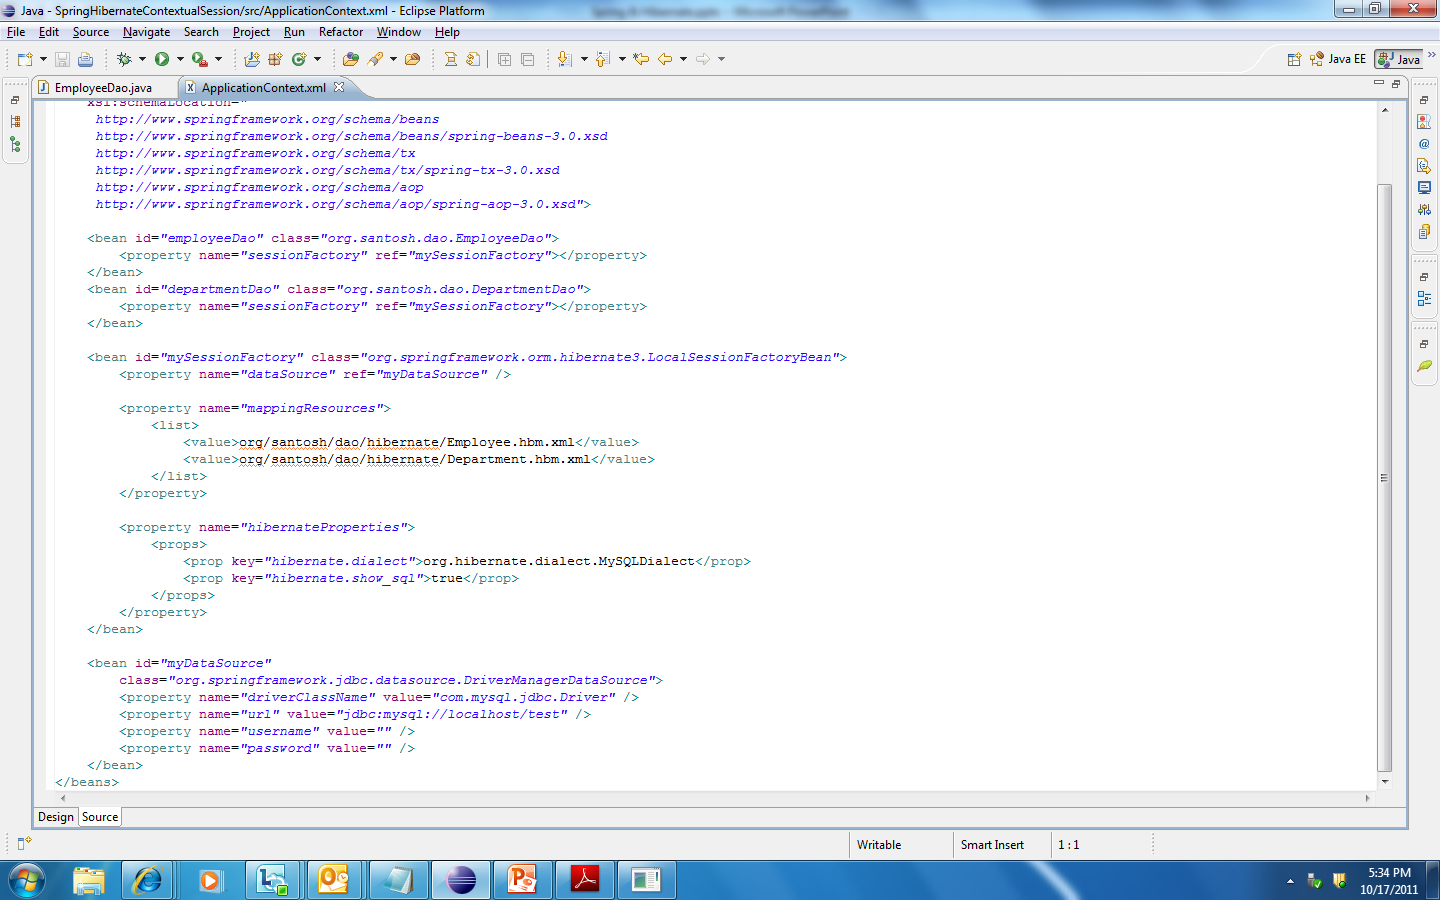 Java - SpringHibernateContextualSession/src/ApplicationContext.xml - Eclipse Platform
File Edit Source Navigate Search Project Run Refactor Window Help
Java EE Java
EmployeeDao.java ApplicationContext.xml
xsi:schemaLocation="
http://www.springframework.org/schema/beans
http://www.springframework.org/schema/beans/spring-beans-3.0.xsd
http://www.springframework.org/schema/tx
http://www.springframework.org/schema/tx/spring-tx-3.0.xsd
http://www.springframework.org/schema/aop
http://www.springframework.org/schema/aop/spring-aop-3.0.xsd">
<bean id="employeeDao" class="org.santosh.dao.EmployeeDao">
<property name="sessionFactory" ref="mySessionFactory"></property>
</bean>
<bean id="departmentDao" class="org.santosh.dao.DepartmentDao">
<property name="sessionFactory" ref="mySessionFactory"></property>
</bean>
<bean id="mySessionFactory" class="org.springframework.orm.hibernate3.LocalSessionFactoryBean">
<property name="dataSource" ref="myDataSource" />
<property name="mappingResources">
<list>
<value>org/santosh/dao/hibernate/Employee.hbm.xml</value>
<value>org/santosh/dao/hibernate/Department.hbm.xml</value>
</list>
</property>
<property name="hibernateProperties">
<props>
<prop key="hibernate.dialect">org.hibernate.dialect.MySQLDialect</prop>
<prop key="hibernate.show_sql">true</prop>
</props>
</property>
</bean>
<bean id="myDataSource"
class="org.springframework.jdbc.datasource.DriverManagerDataSource">
<property name="driverClassName" value="com.mysql.jdbc.Driver" />
<property name="url" value="jdbc:mysql://localhost/test" />
<property name="username" value="" />
<property name="password" value="" />
</bean>
</beans>
Design Source
Writable Smart Insert 1 : 1
5:34 PM
10/17/2011